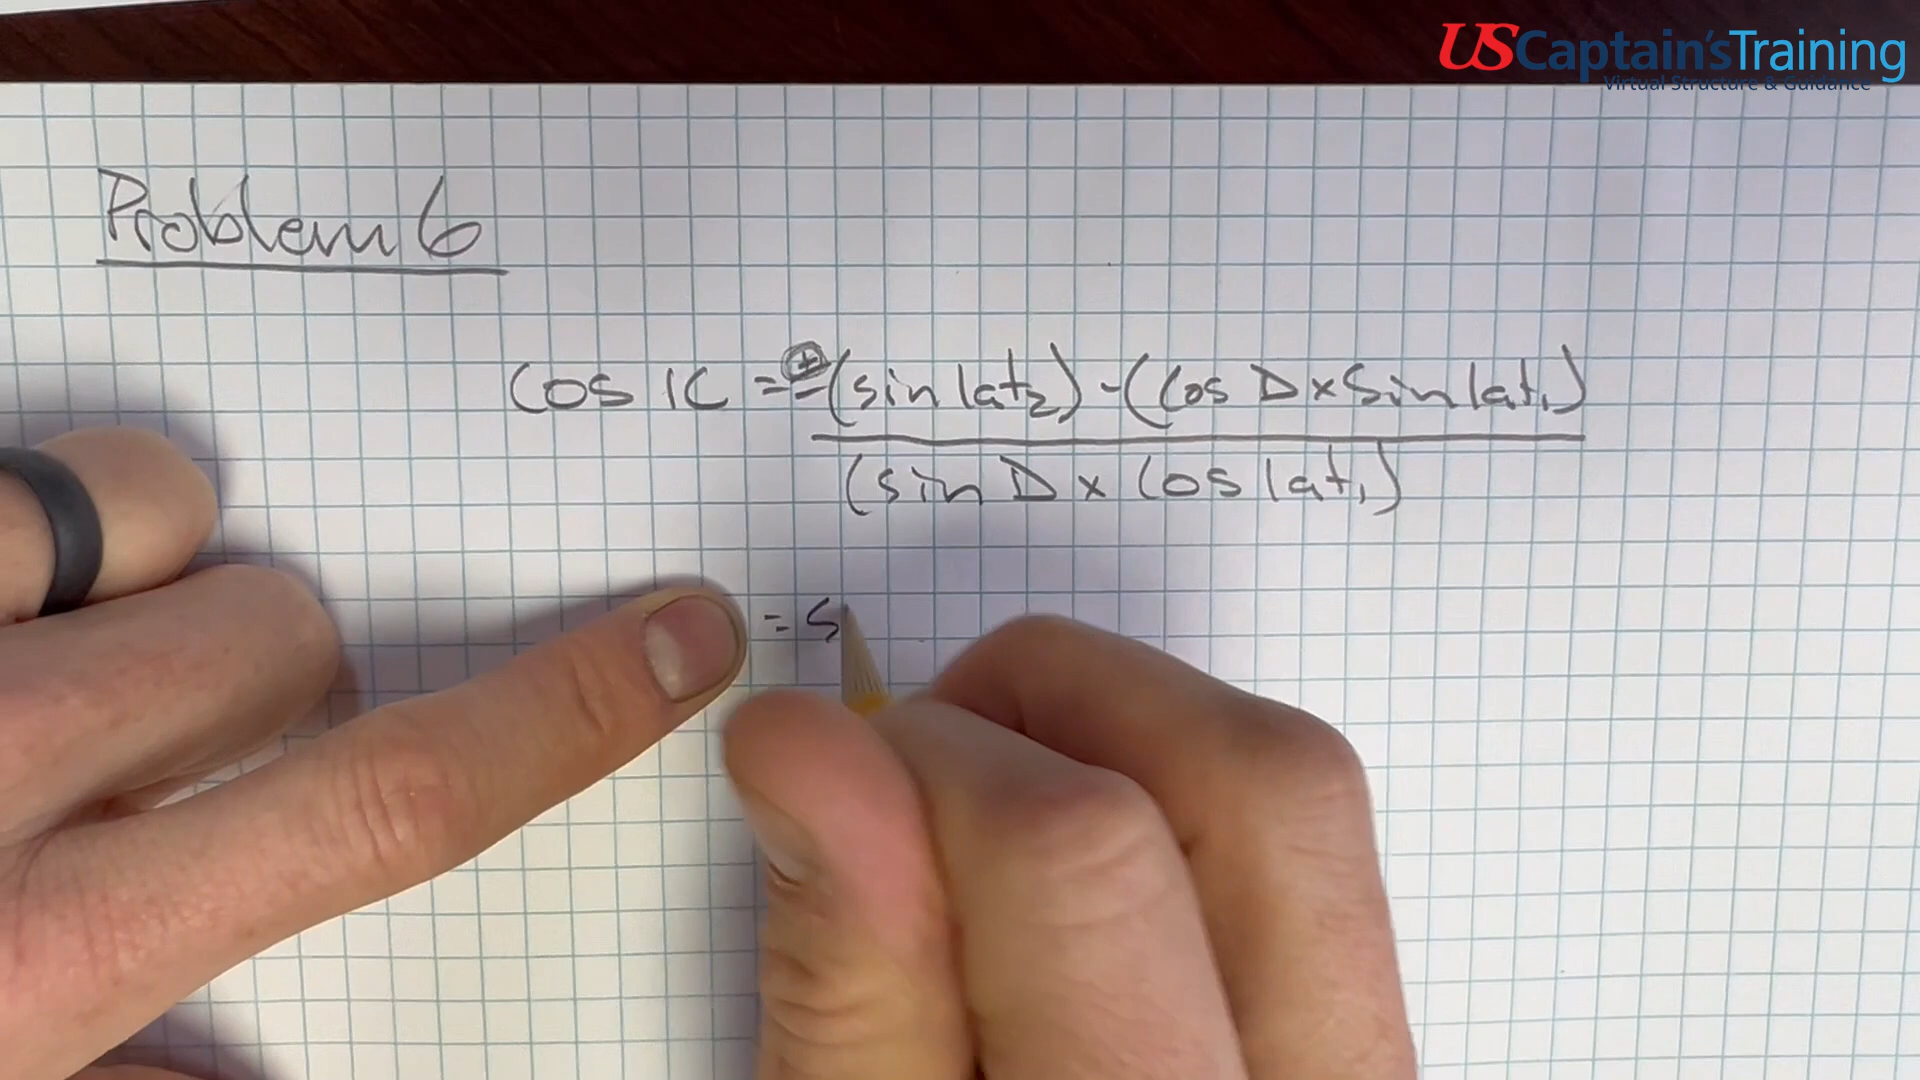 USCaptain'sTraining
Virtual Structure & Guidance
Problem 6
Cos IC = ± (sin lat₂) - (Cos D x Sin lat₁)
(sin D x Cos lat₁)
= S